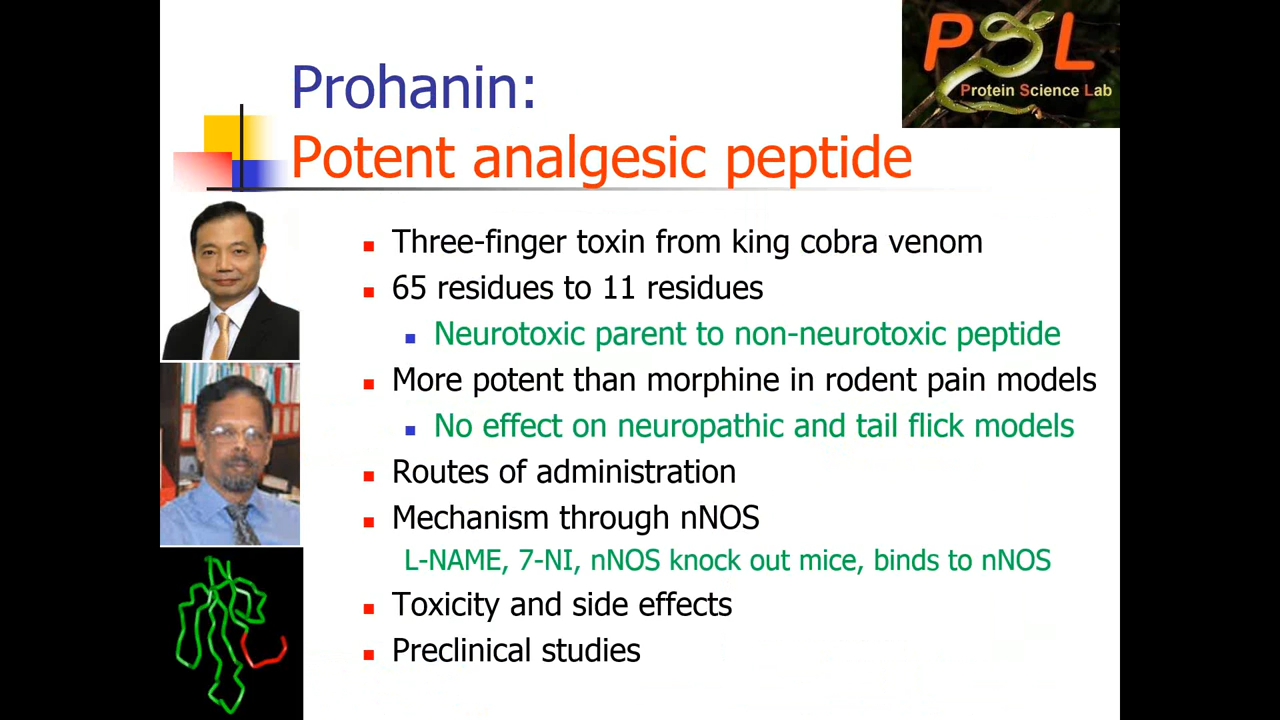 PSL
Protein Science Lab
Prohanin:
Potent analgesic peptide
Three-finger toxin from king cobra venom
65 residues to 11 residues
Neurotoxic parent to non-neurotoxic peptide
More potent than morphine in rodent pain models
No effect on neuropathic and tail flick models
Routes of administration
Mechanism through nNOS
L-NAME, 7-NI, nNOS knock out mice, binds to nNOS
Toxicity and side effects
Preclinical studies